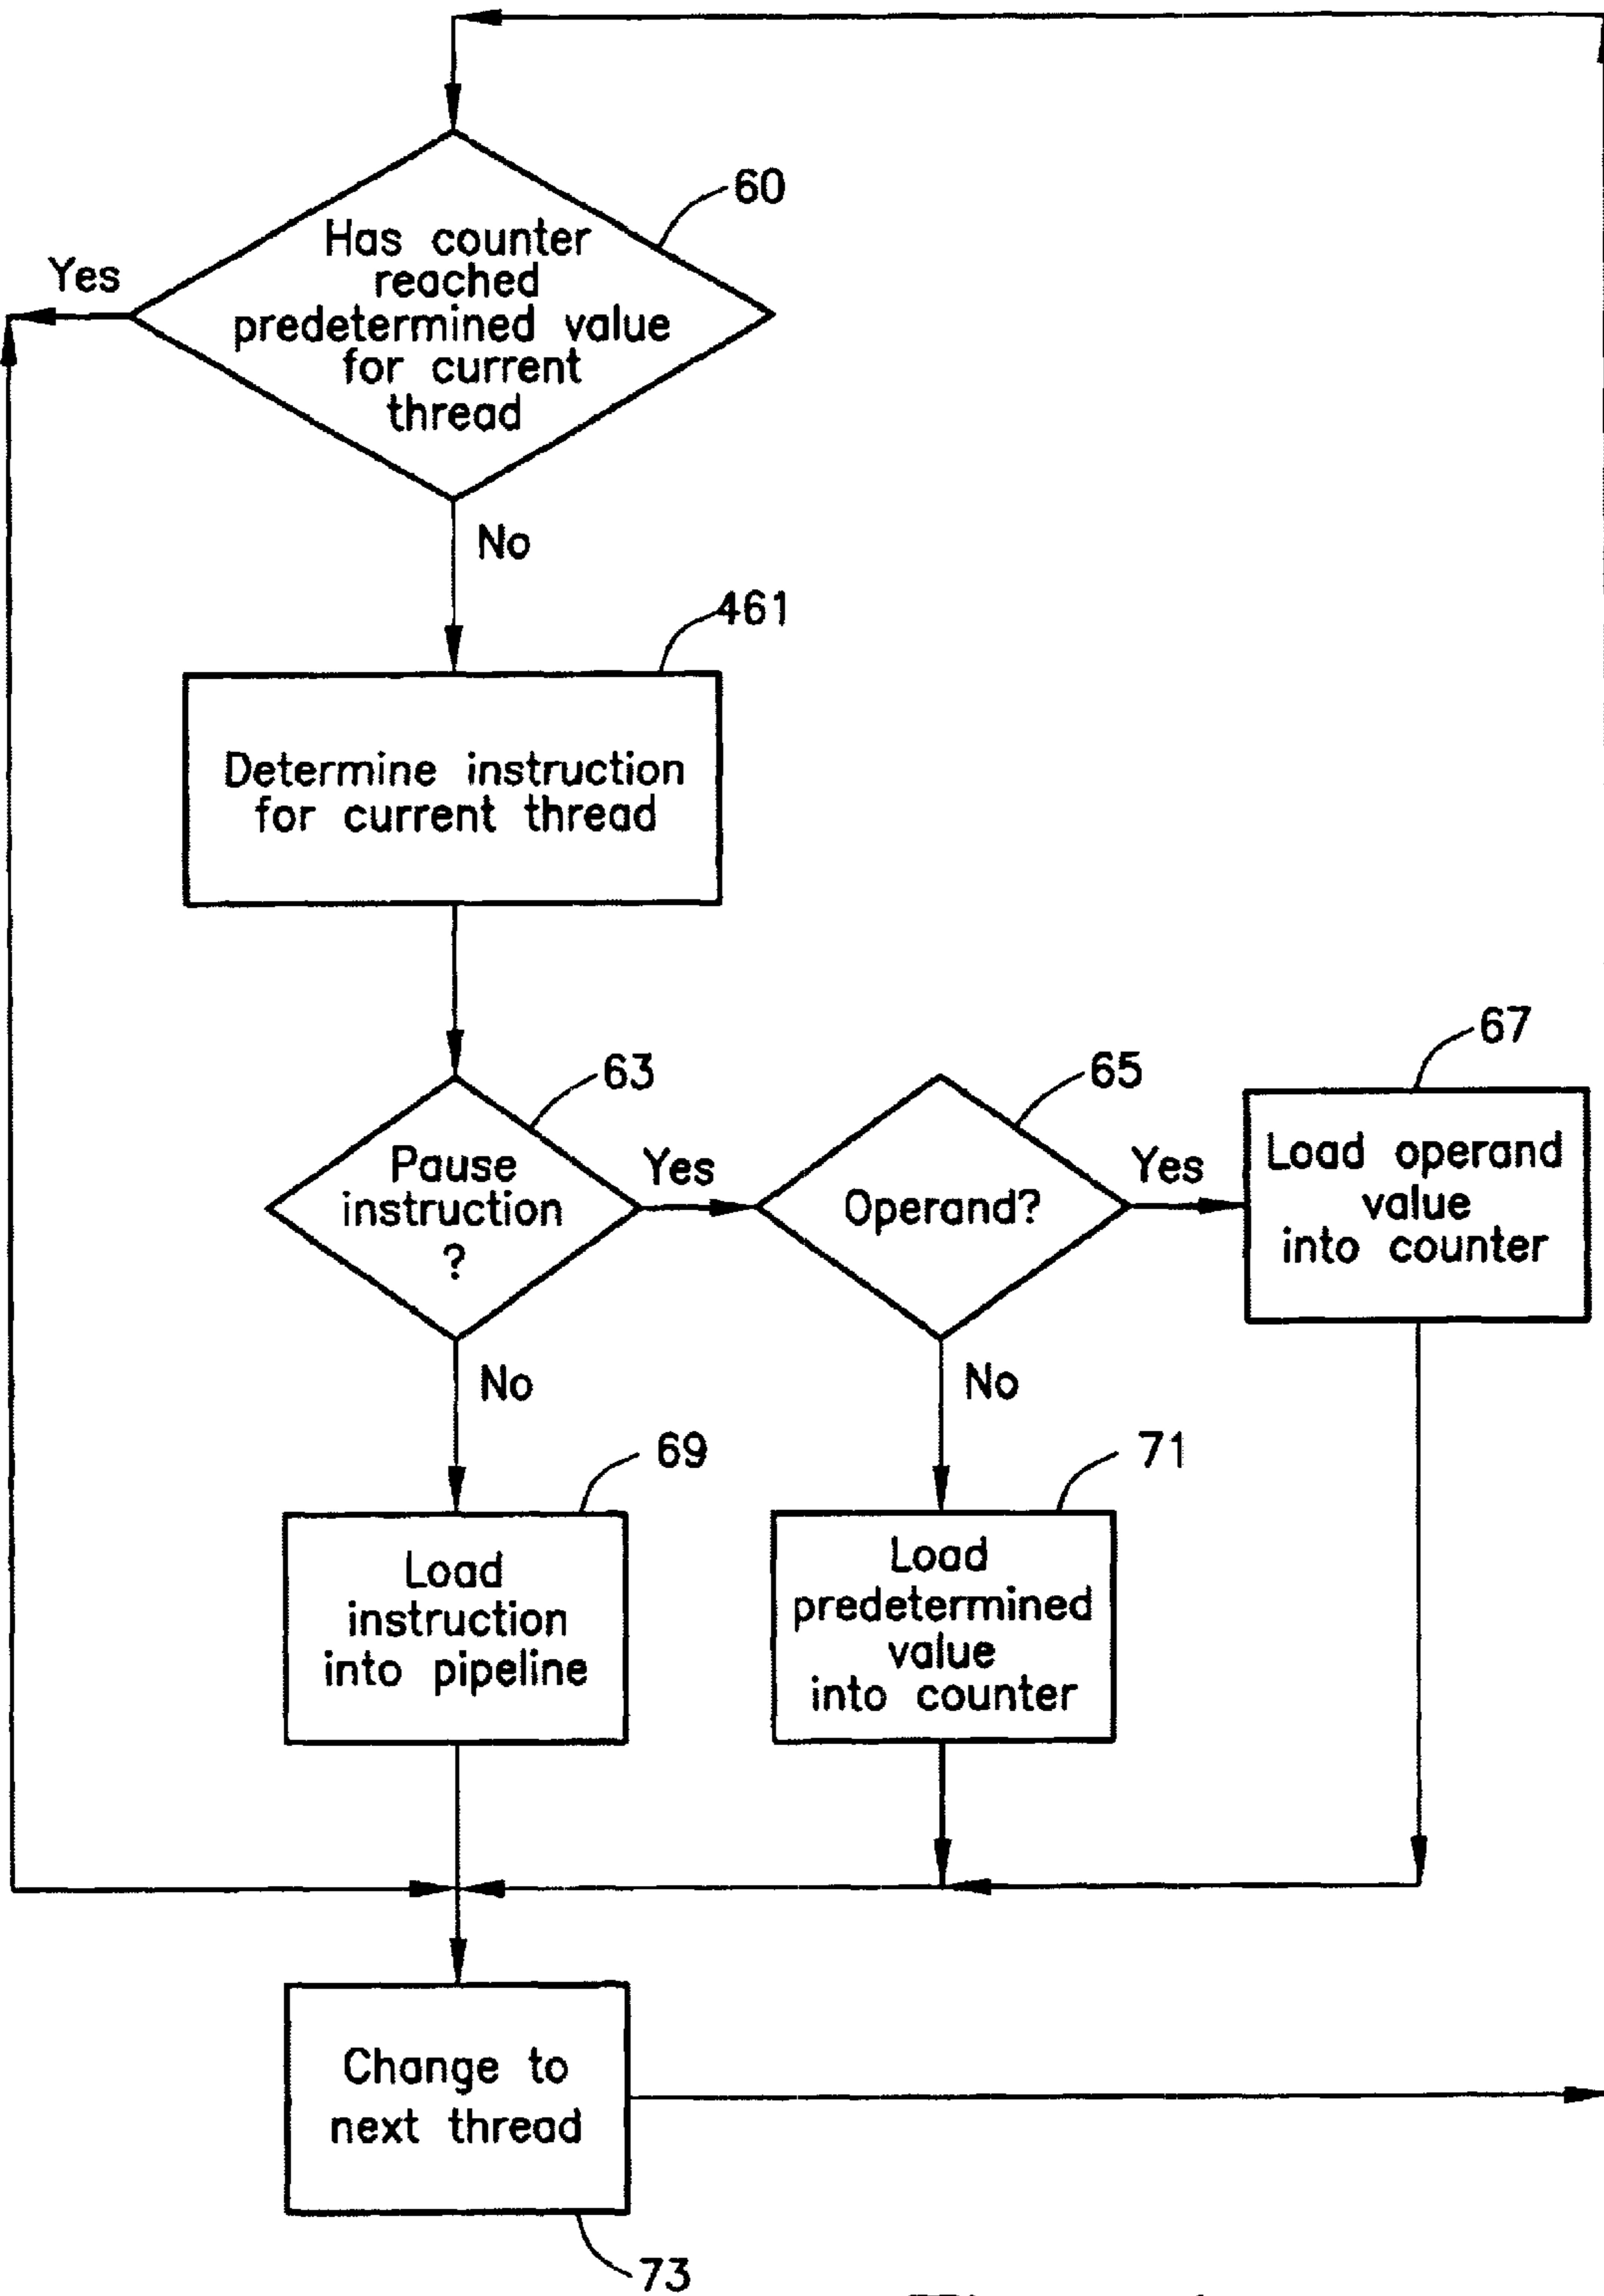 60
Has counter
reached
predetermined value
for current
thread
Yes
No
461
Determine instruction
for current thread
63
Pause
instruction
?
Yes
65
Operand?
Yes
67
Load operand
value
into counter
No
No
69
Load
instruction
into pipeline
71
Load
predetermined
value
into counter
Change to
next thread
73